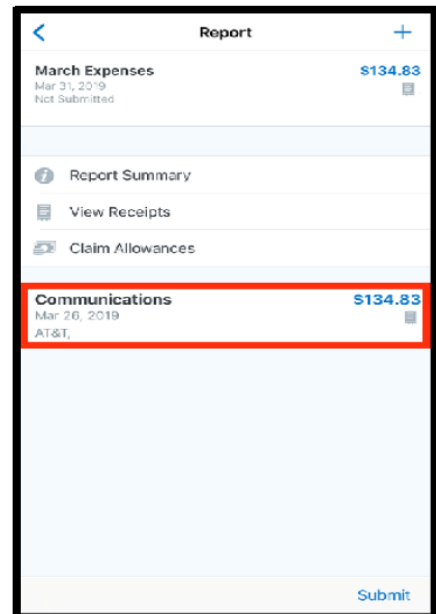 Report
March Expenses $134.83
Mar 31, 2019
Not Submitted
Report Summary
View Receipts
Claim Allowances
Communications $134.83
Mar 26, 2019
AT&T,
Submit